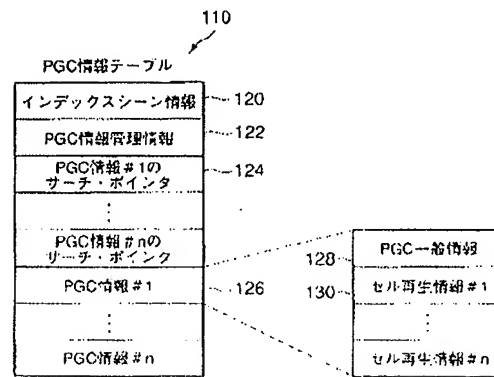 110
PGC情報テーブル
インデックスシーン情報
120
PGC情報管理情報
122
PGC情報#1の
サーチ・ポインタ
124
⋮
PGC情報#nの
サーチ・ポインタ
PGC情報#1
126
⋮
PGC情報#n
PGC一般情報
128
セル再生情報#1
130
⋮
セル再生情報#n